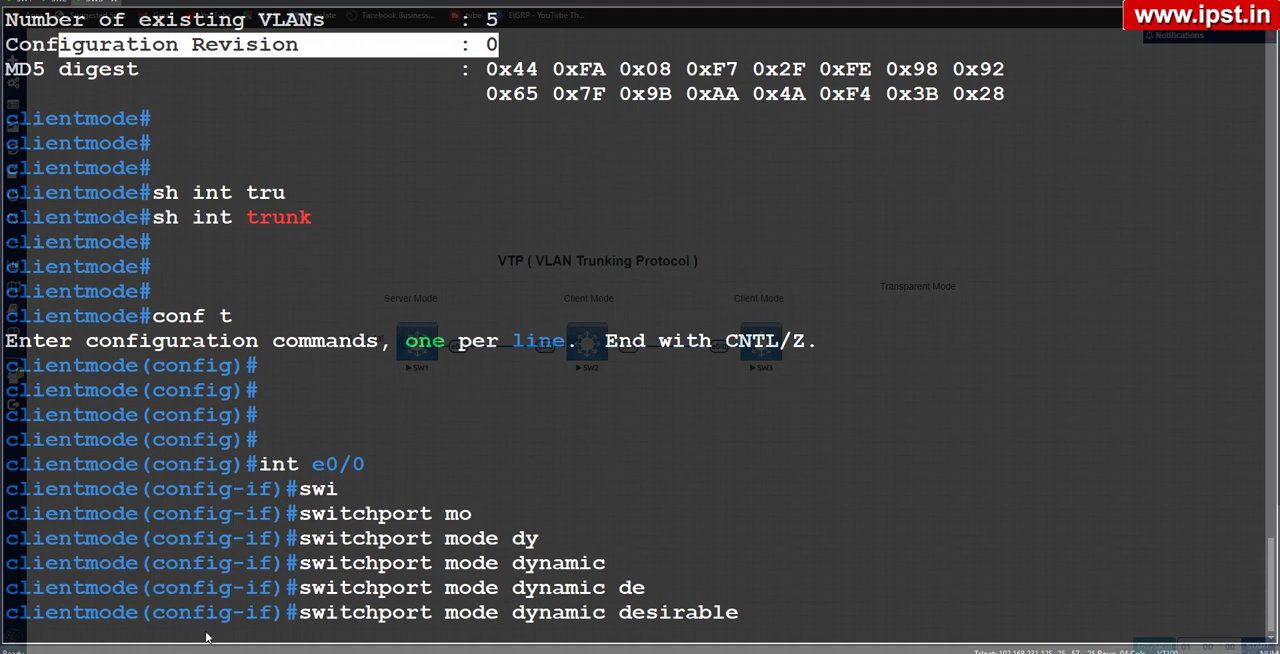 Facebook Business...
EIGRP - YouTube Th...
www.ipst.in
Notifications
Number of existing VLANs : 5
Configuration Revision : 0
MD5 digest : 0x44 0xFA 0x08 0xF7 0x2F 0xFE 0x98 0x92
0x65 0x7F 0x9B 0xAA 0x4A 0xF4 0x3B 0x28
clientmode#
clientmode#
clientmode#
clientmode#sh int tru
clientmode#sh int trunk
clientmode#
clientmode#
clientmode#
clientmode#conf t
Enter configuration commands, one per line. End with CNTL/Z.
clientmode(config)#
clientmode(config)#
clientmode(config)#
clientmode(config)#
clientmode(config)#int e0/0
clientmode(config-if)#swi
clientmode(config-if)#switchport mo
clientmode(config-if)#switchport mode dy
clientmode(config-if)#switchport mode dynamic
clientmode(config-if)#switchport mode dynamic de
clientmode(config-if)#switchport mode dynamic desirable
VTP ( VLAN Trunking Protocol )
Server Mode
Client Mode
Client Mode
Transparent Mode
SW1
SW2
SW3